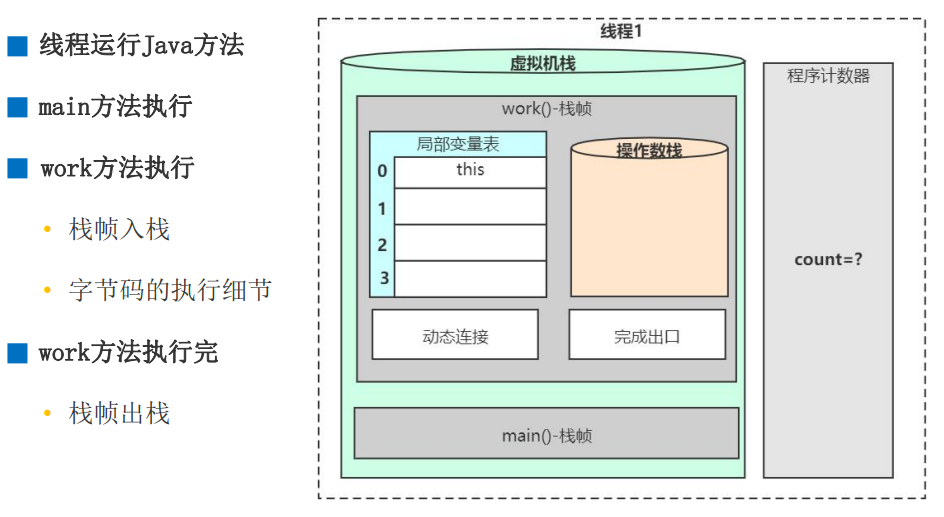 线程运行Java方法
main方法执行
work方法执行
栈帧入栈
字节码的执行细节
work方法执行完
栈帧出栈
线程1
虚拟机栈
程序计数器
work()-栈帧
局部变量表
操作数栈
0
this
1
2
3
count=?
动态连接
完成出口
main()-栈帧